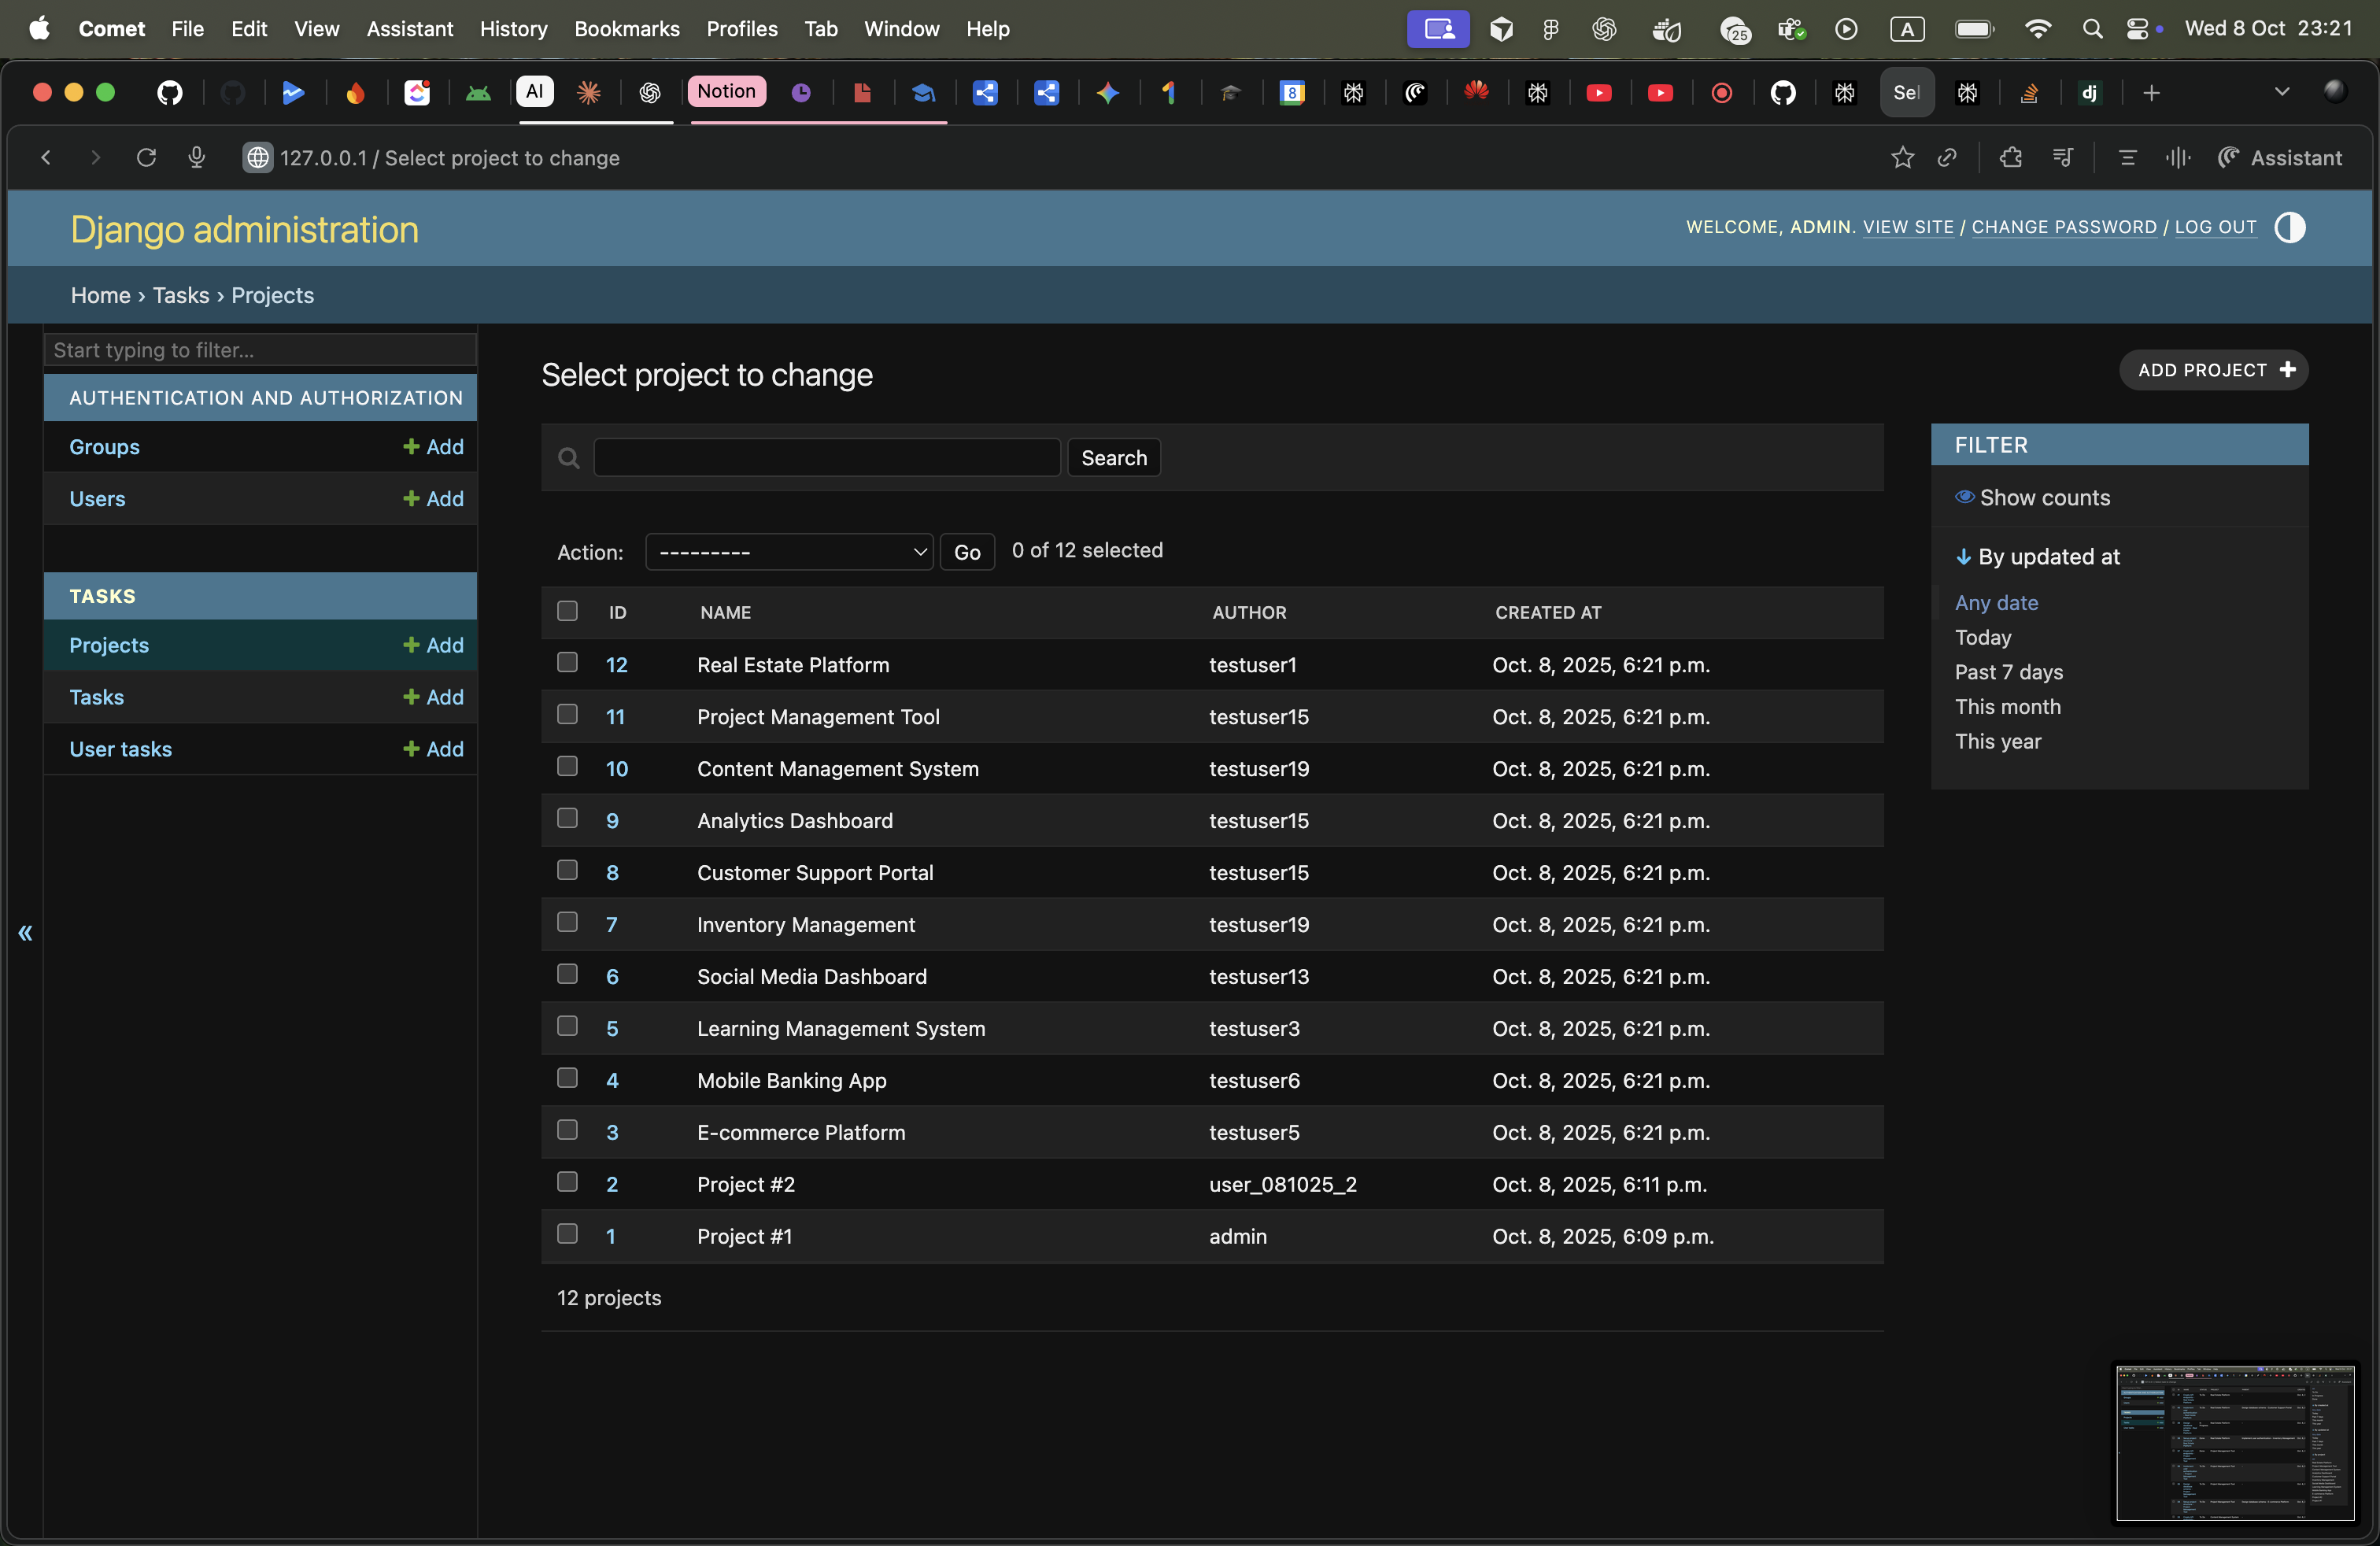 Comet File Edit View Assistant History Bookmarks Profiles Tab Window Help 25 A Wed 8 Oct 23:21
AI Notion 8 Sel dj
127.0.0.1 / Select project to change Assistant
Django administration
WELCOME, ADMIN. VIEW SITE / CHANGE PASSWORD / LOG OUT
Home › Tasks › Projects
Start typing to filter...
AUTHENTICATION AND AUTHORIZATION
Groups + Add
Users + Add
TASKS
Projects + Add
Tasks + Add
User tasks + Add
«
Select project to change
ADD PROJECT +
Search
Action: --------- Go 0 of 12 selected
ID NAME AUTHOR CREATED AT
12 Real Estate Platform testuser1 Oct. 8, 2025, 6:21 p.m.
11 Project Management Tool testuser15 Oct. 8, 2025, 6:21 p.m.
10 Content Management System testuser19 Oct. 8, 2025, 6:21 p.m.
9 Analytics Dashboard testuser15 Oct. 8, 2025, 6:21 p.m.
8 Customer Support Portal testuser15 Oct. 8, 2025, 6:21 p.m.
7 Inventory Management testuser19 Oct. 8, 2025, 6:21 p.m.
6 Social Media Dashboard testuser13 Oct. 8, 2025, 6:21 p.m.
5 Learning Management System testuser3 Oct. 8, 2025, 6:21 p.m.
4 Mobile Banking App testuser6 Oct. 8, 2025, 6:21 p.m.
3 E-commerce Platform testuser5 Oct. 8, 2025, 6:21 p.m.
2 Project #2 user_081025_2 Oct. 8, 2025, 6:11 p.m.
1 Project #1 admin Oct. 8, 2025, 6:09 p.m.
12 projects
FILTER
Show counts
↓ By updated at
Any date
Today
Past 7 days
This month
This year